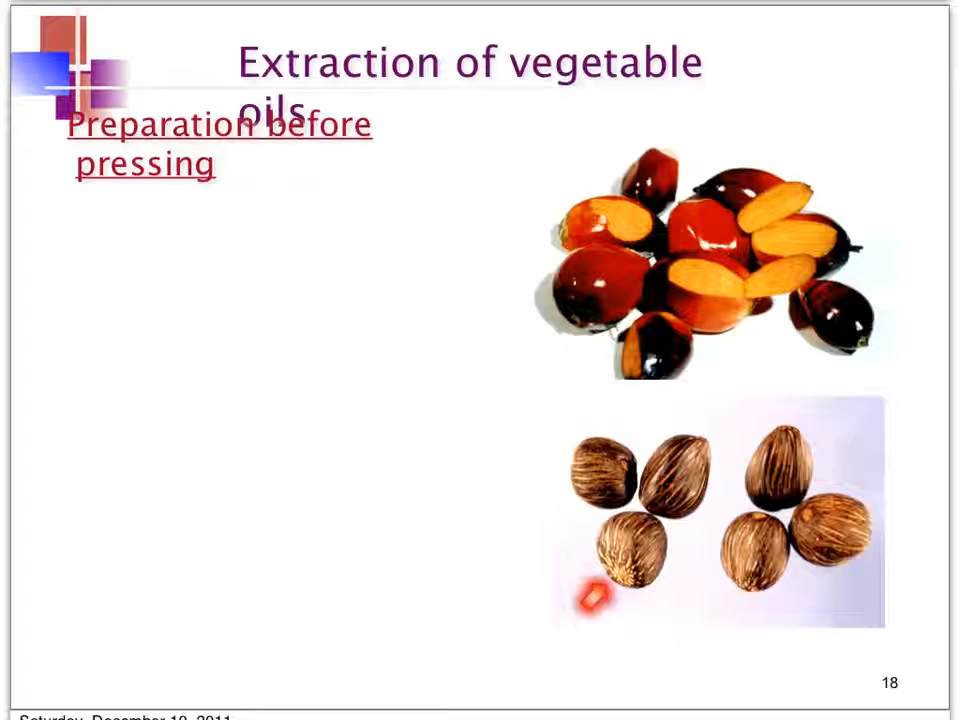 Extraction of vegetable
oils
Preparation before
pressing
18
Saturday, December 10, 2011